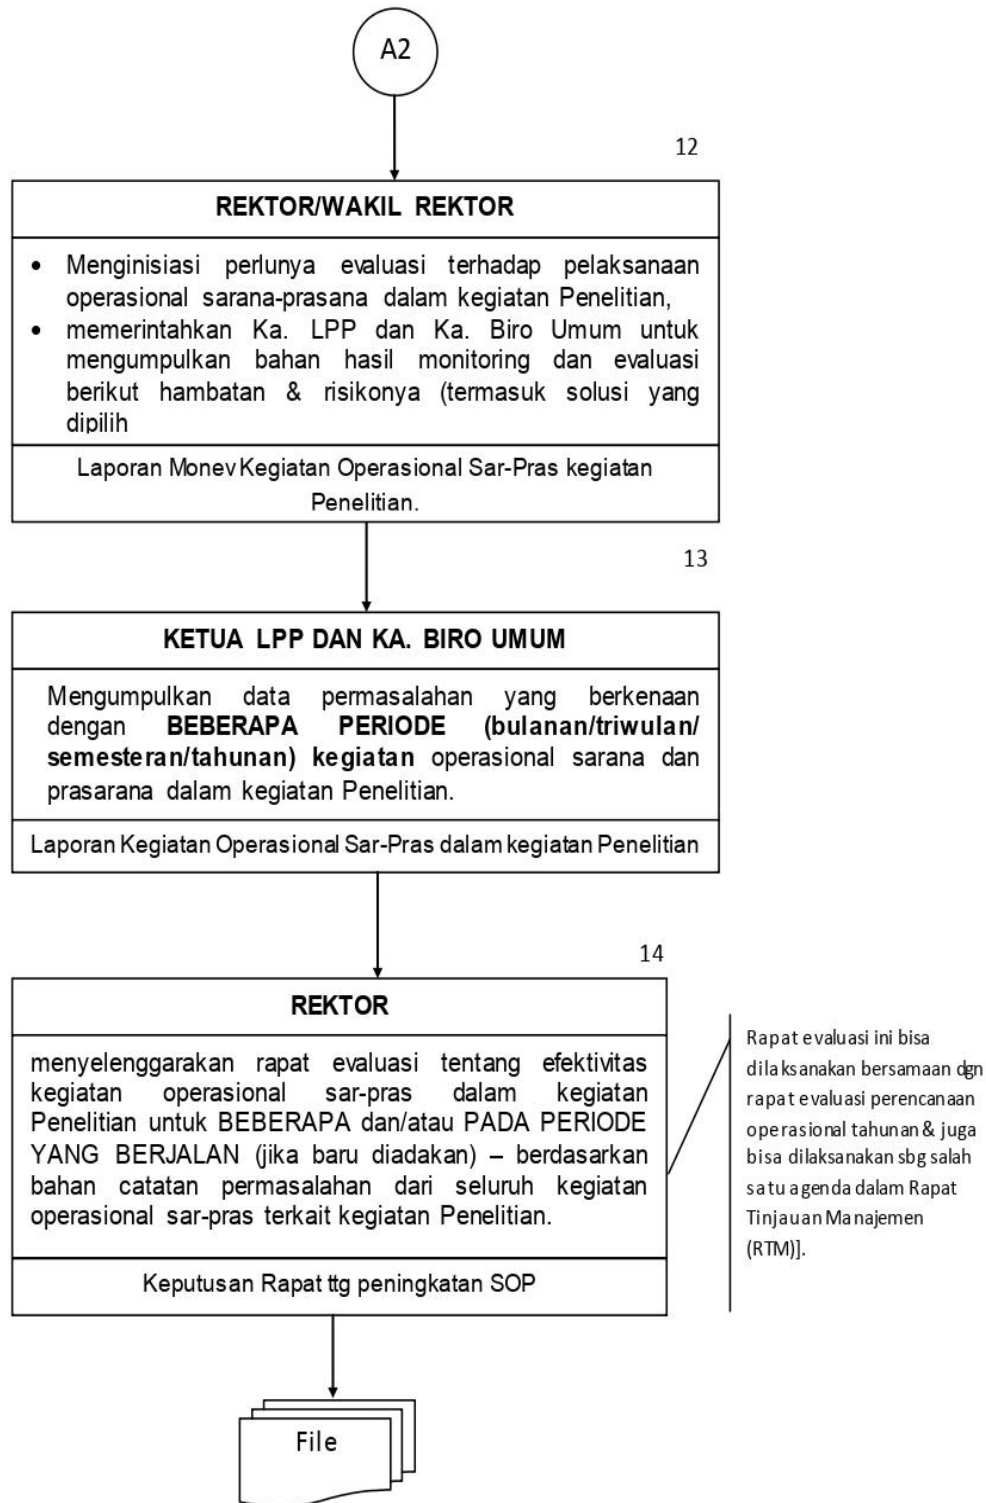 A2
12
REKTOR/WAKIL REKTOR
• Menginisiasi perlunya evaluasi terhadap pelaksanaan
operasional sarana-prasana dalam kegiatan Penelitian,
• memerintahkan Ka. LPP dan Ka. Biro Umum untuk
mengumpulkan bahan hasil monitoring dan evaluasi
berikut hambatan & risikonya (termasuk solusi yang
dipilih
Laporan Monev Kegiatan Operasional Sar-Pras kegiatan
Penelitian.
13
KETUA LPP DAN KA. BIRO UMUM
Mengumpulkan data permasalahan yang berkenaan
dengan BEBERAPA PERIODE (bulanan/triwulan/
semesteran/tahunan) kegiatan operasional sarana dan
prasarana dalam kegiatan Penelitian.
Laporan Kegiatan Operasional Sar-Pras dalam kegiatan Penelitian
14
REKTOR
menyelenggarakan rapat evaluasi tentang efektivitas
kegiatan operasional sar-pras dalam kegiatan
Penelitian untuk BEBERAPA dan/atau PADA PERIODE
YANG BERJALAN (jika baru diadakan) – berdasarkan
bahan catatan permasalahan dari seluruh kegiatan
operasional sar-pras terkait kegiatan Penelitian.
Keputusan Rapat ttg peningkatan SOP
Rapat evaluasi ini bisa
dilaksanakan bersamaan dgn
rapat evaluasi perencanaan
operasional tahunan & juga
bisa dilaksanakan sbg salah
satu agenda dalam Rapat
Tinjauan Manajemen
(RTM)].
File